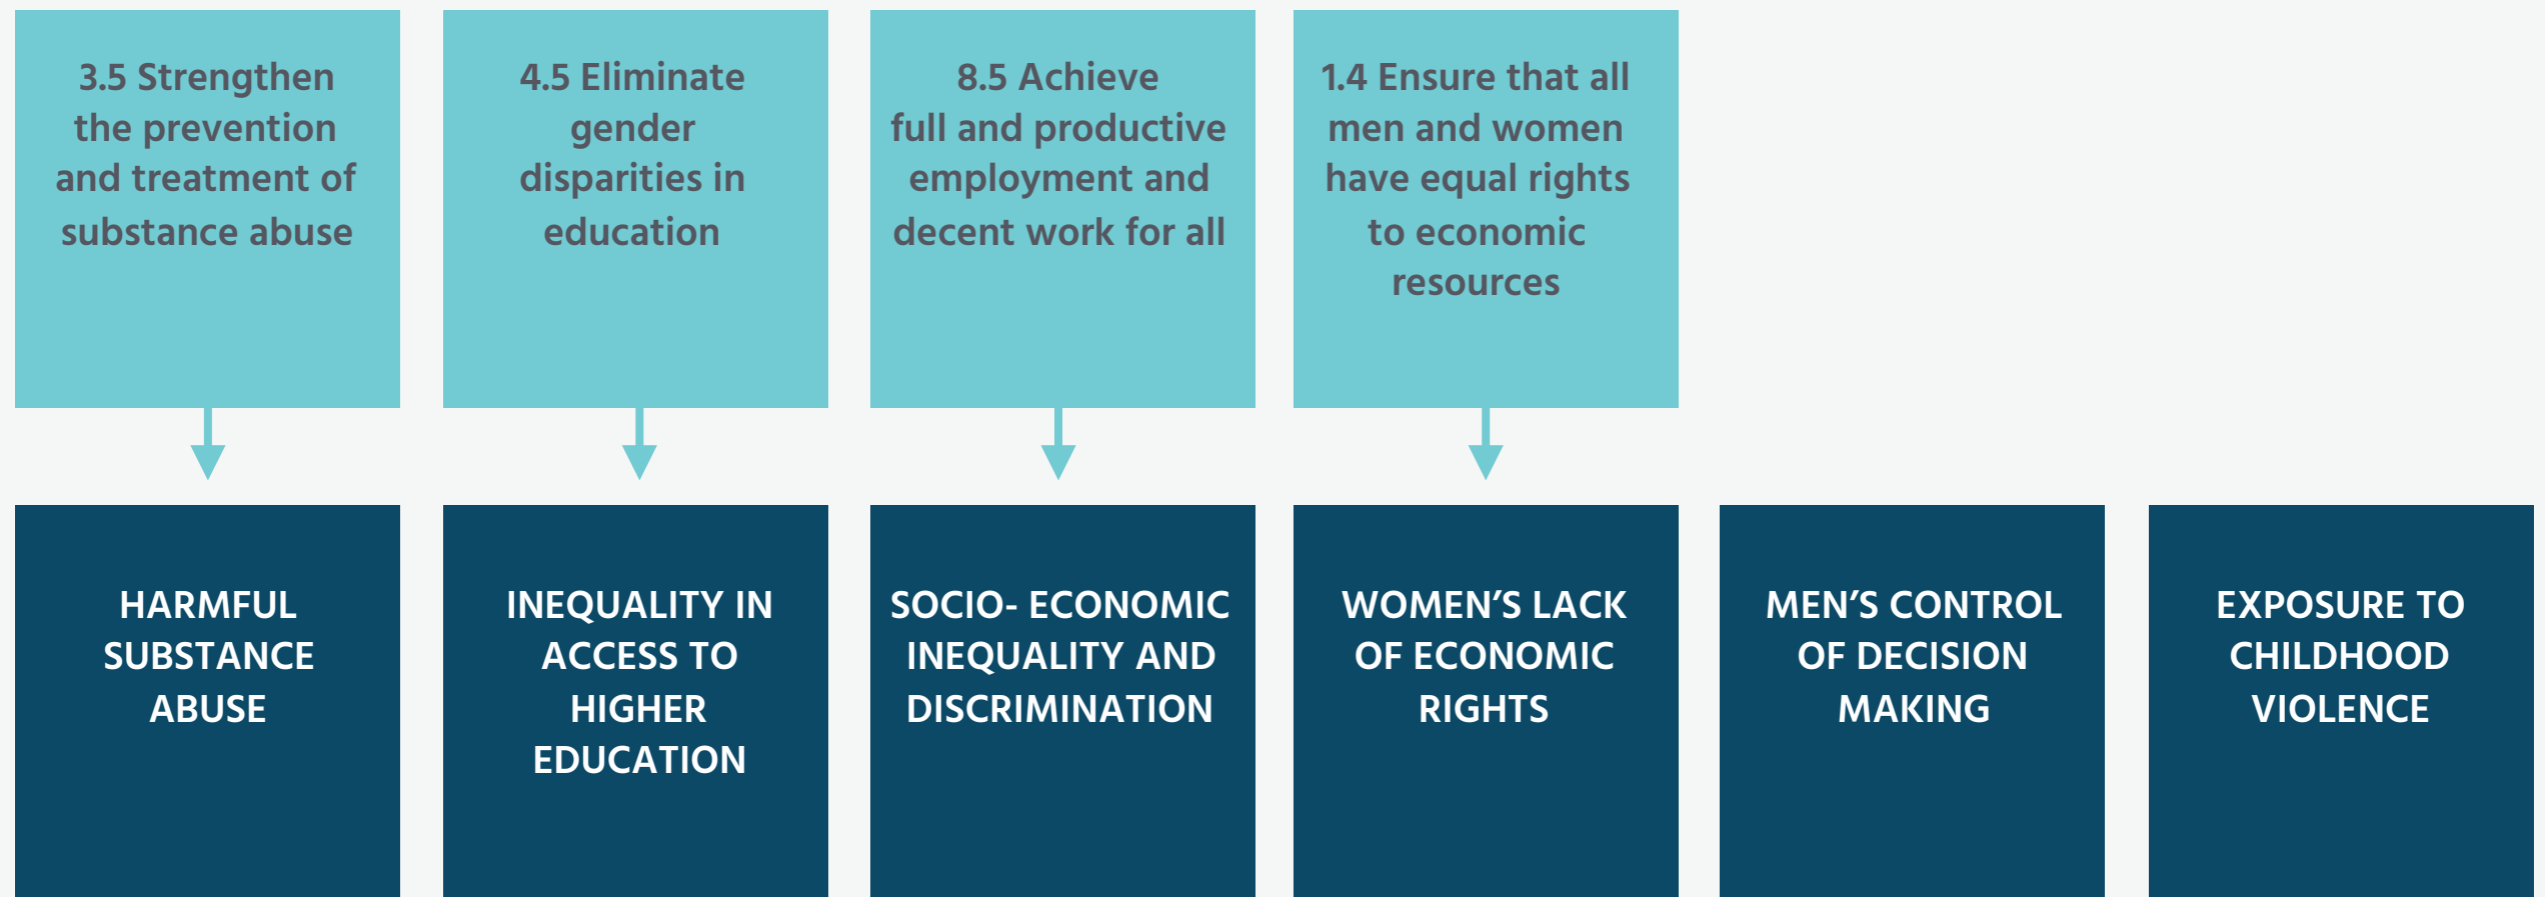 3.5 Strengthen
the prevention
and treatment of
substance abuse
4.5 Eliminate
gender
disparities in
education
8.5 Achieve
full and productive
employment and
decent work for all
1.4 Ensure that all
men and women
have equal rights
to economic
resources
HARMFUL
SUBSTANCE
ABUSE
INEQUALITY IN
ACCESS TO
HIGHER
EDUCATION
SOCIO- ECONOMIC
INEQUALITY AND
DISCRIMINATION
WOMEN’S LACK
OF ECONOMIC
RIGHTS
MEN’S CONTROL
OF DECISION
MAKING
EXPOSURE TO
CHILDHOOD
VIOLENCE